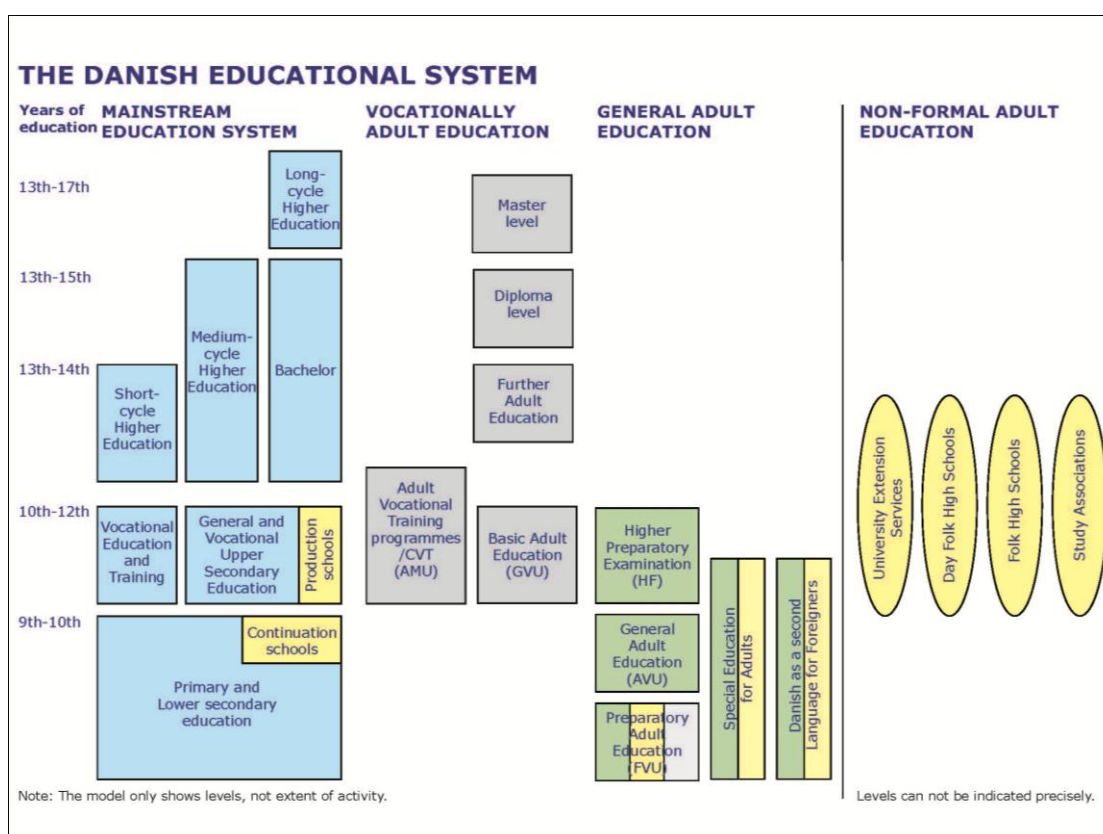 THE DANISH EDUCATIONAL SYSTEM
Years of
education
MAINSTREAM
EDUCATION SYSTEM
VOCATIONALLY
ADULT EDUCATION
GENERAL ADULT
EDUCATION
NON-FORMAL ADULT
EDUCATION
13th-17th
13th-15th
13th-14th
10th-12th
9th-10th
Long-
cycle
Higher
Education
Medium-
cycle
Higher
Education
Bachelor
Short-
cycle
Higher
Education
Vocational
Education
and
Training
General and
Vocational
Upper
Secondary
Education
Production
schools
Continuation
schools
Primary and
Lower secondary
education
Master
level
Diploma
level
Further
Adult
Education
Adult
Vocational
Training
programmes
/CVT
(AMU)
Basic Adult
Education
(GVU)
Higher
Preparatory
Examination
(HF)
General
Adult
Education
(AVU)
Preparatory
Adult
Education
(FVU)
Special Education
for Adults
Danish as a second
Language for Foreigners
University Extension
Services
Day Folk High Schools
Folk High Schools
Study Associations
Note: The model only shows levels, not extent of activity.
Levels can not be indicated precisely.